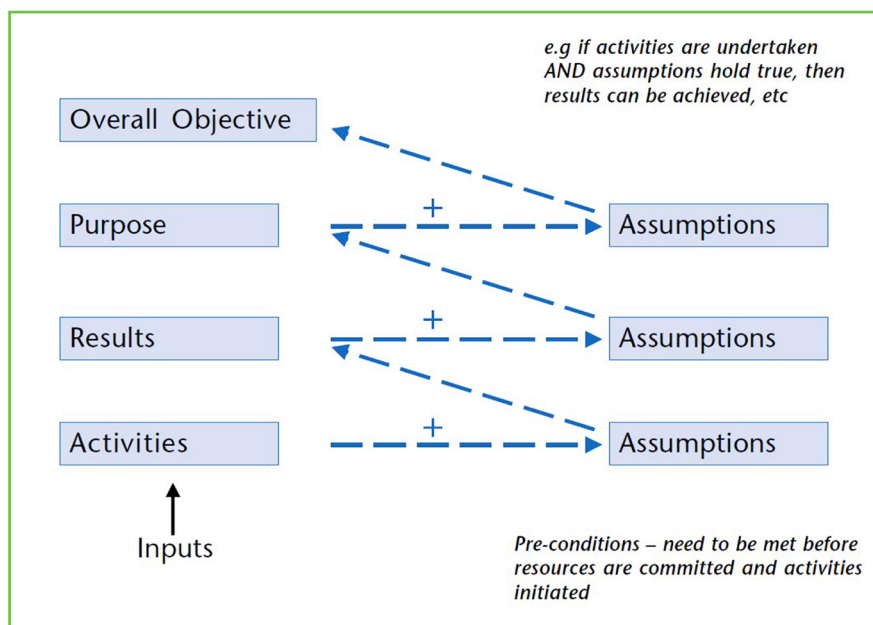 e.g if activities are undertaken
AND assumptions hold true, then
results can be achieved, etc
Overall Objective
Purpose
+
Assumptions
Results
+
Assumptions
Activities
+
Assumptions
Inputs
Pre-conditions – need to be met before
resources are committed and activities
initiated